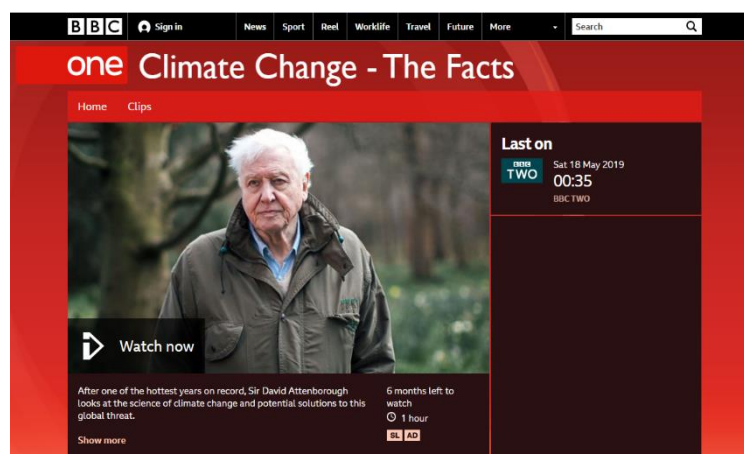 BBC Sign in News Sport Reel Worklife Travel Future More Search
one Climate Change - The Facts
Home Clips
Last on
BBC TWO
Sat 18 May 2019
00:35
BBC TWO
Watch now
After one of the hottest years on record, Sir David Attenborough
looks at the science of climate change and potential solutions to this
global threat.
Show more
6 months left to
watch
1 hour
SL AD